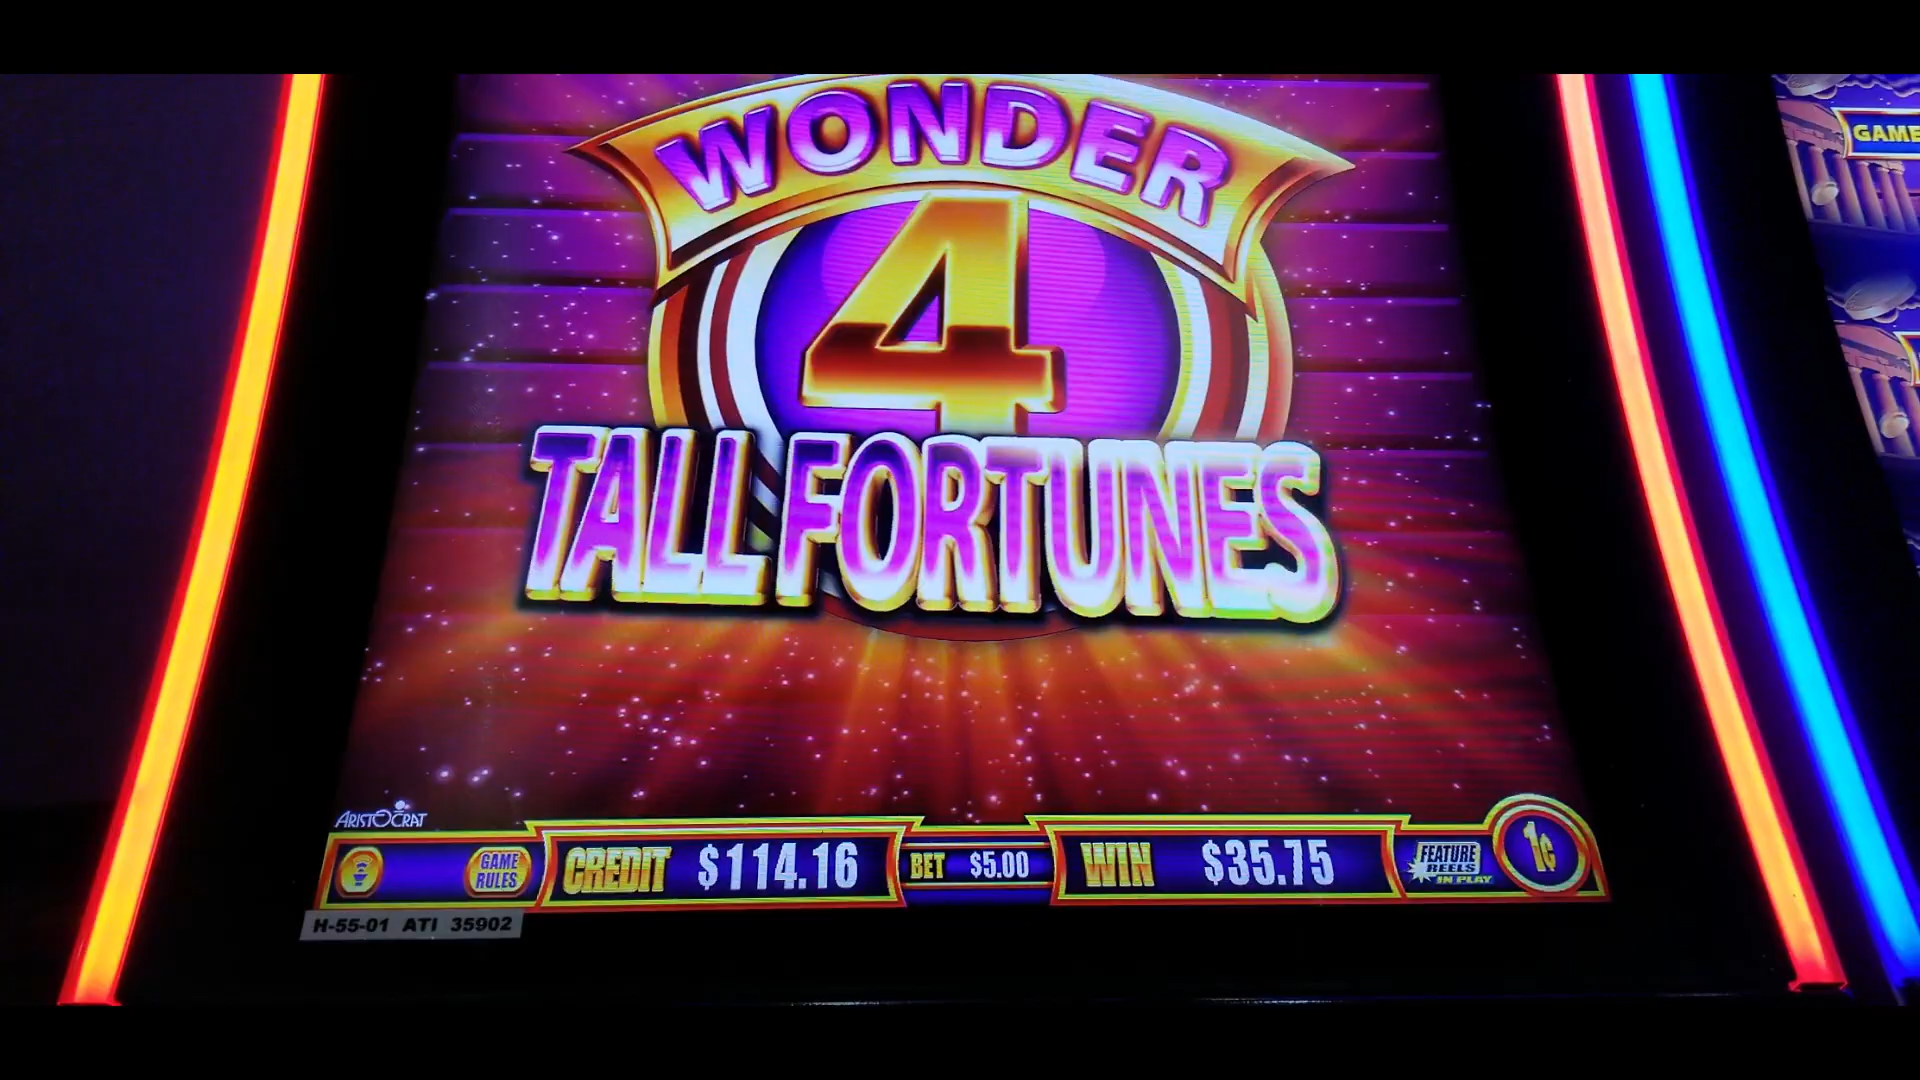 WONDER
4
TALL FORTUNES
GAME
ARISTOCRAT
GAME
RULES
CREDIT $114.16
BET $5.00
WIN $35.75
FEATURE
REELS
IN PLAY
1¢
H-55-01 ATI 35902